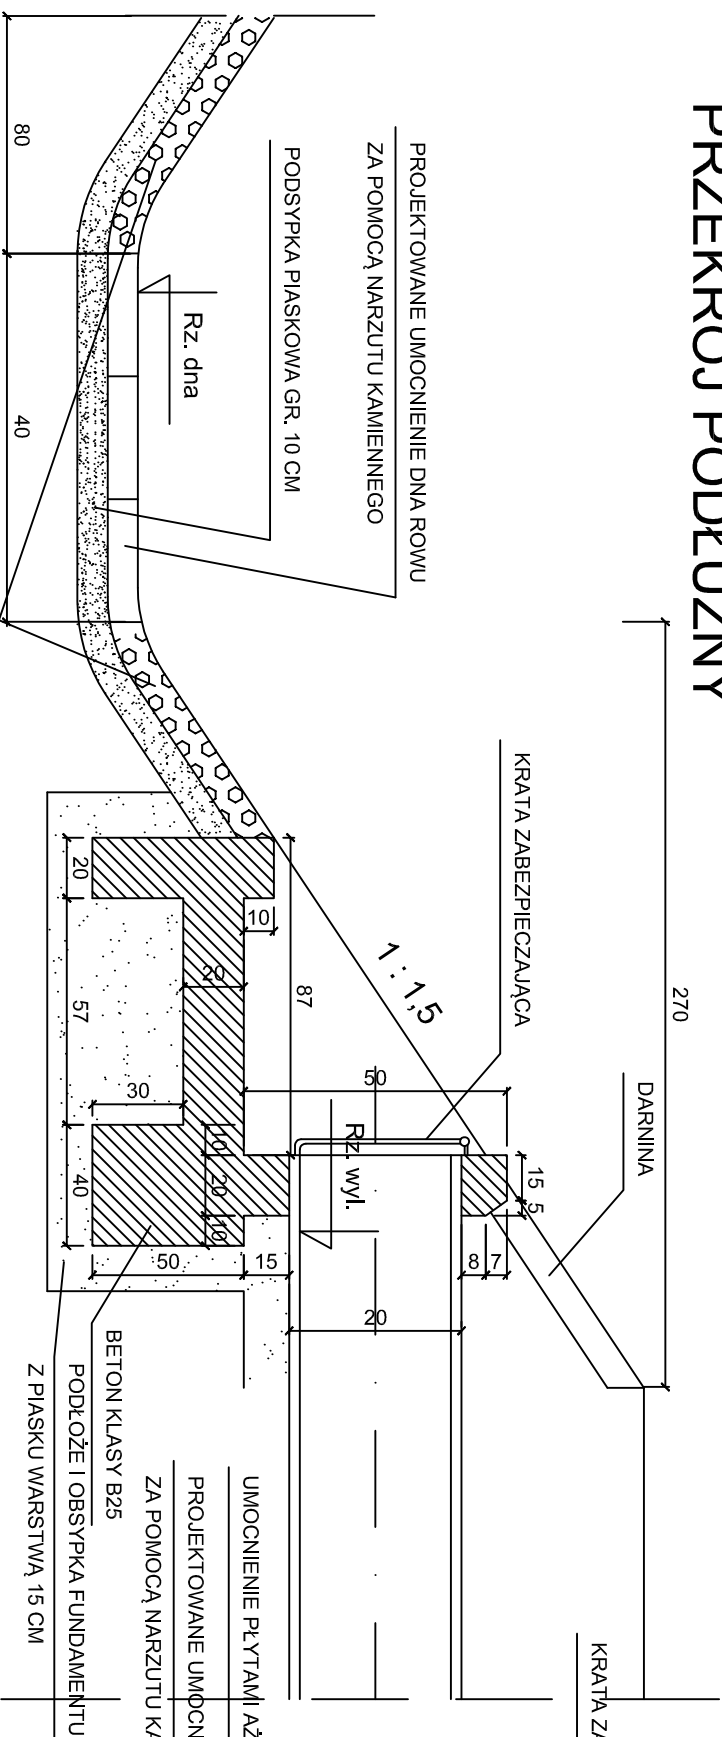 PRZEKRÓJ PODŁUŻNY
PROJEKTOWANE UMOCNIENIE DNA ROWU
ZA POMOCĄ NARZUTU KAMIENNEGO
PODSYPKA PIASKOWA GR. 10 CM
Rz. dna
80
40
270
KRATA ZABEZPIECZAJĄCA
DARNINA
1 : 1,5
87
50
15
5
Rz. wyl.
10
20
20
57
30
40
10
20
10
50
15
8
7
20
BETON KLASY B25
PODŁOŻE I OBSYPKA FUNDAMENTU
Z PIASKU WARSTWĄ 15 CM
UMOCNIENIE PŁYTAMI AŻ
PROJEKTOWANE UMOCN
ZA POMOCĄ NARZUTU KA
KRATA ZA